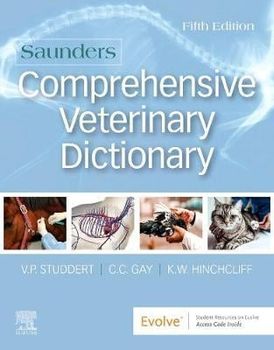 Fifth Edition
Saunders
Comprehensive
Veterinary
Dictionary
V.P. STUDDERT C.C. GAY K.W. HINCHCLIFF
ELSEVIER
Evolve®
Student Resources on Evolve
Access Code Inside